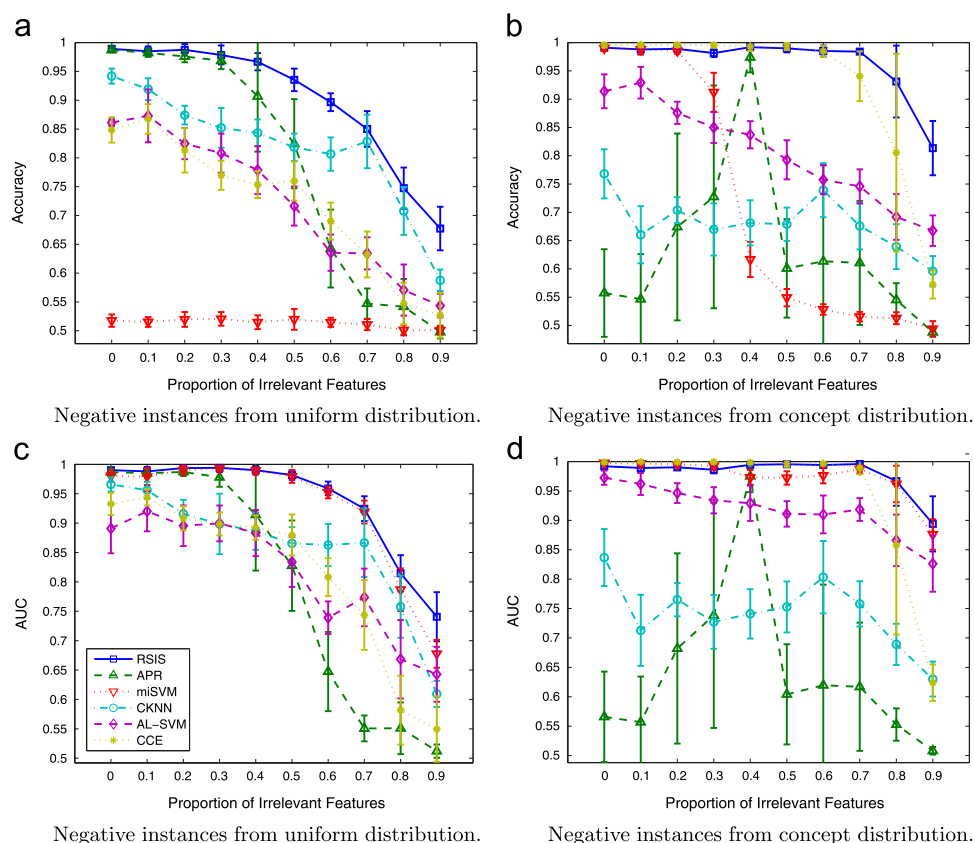 a
1
0.95
0.9
0.85
0.8
0.75
0.7
0.65
0.6
0.55
0.5
Accuracy
0 0.1 0.2 0.3 0.4 0.5 0.6 0.7 0.8 0.9
Proportion of Irrelevant Features
Negative instances from uniform distribution.
b
1
0.95
0.9
0.85
0.8
0.75
0.7
0.65
0.6
0.55
0.5
Accuracy
0 0.1 0.2 0.3 0.4 0.5 0.6 0.7 0.8 0.9
Proportion of Irrelevant Features
Negative instances from concept distribution.
c
1
0.95
0.9
0.85
0.8
0.75
0.7
0.65
0.6
0.55
0.5
AUC
RSIS
APR
miSVM
CKNN
AL-SVM
CCE
0 0.1 0.2 0.3 0.4 0.5 0.6 0.7 0.8 0.9
Proportion of Irrelevant Features
Negative instances from uniform distribution.
d
1
0.95
0.9
0.85
0.8
0.75
0.7
0.65
0.6
0.55
0.5
AUC
0 0.1 0.2 0.3 0.4 0.5 0.6 0.7 0.8 0.9
Proportion of Irrelevant Features
Negative instances from concept distribution.